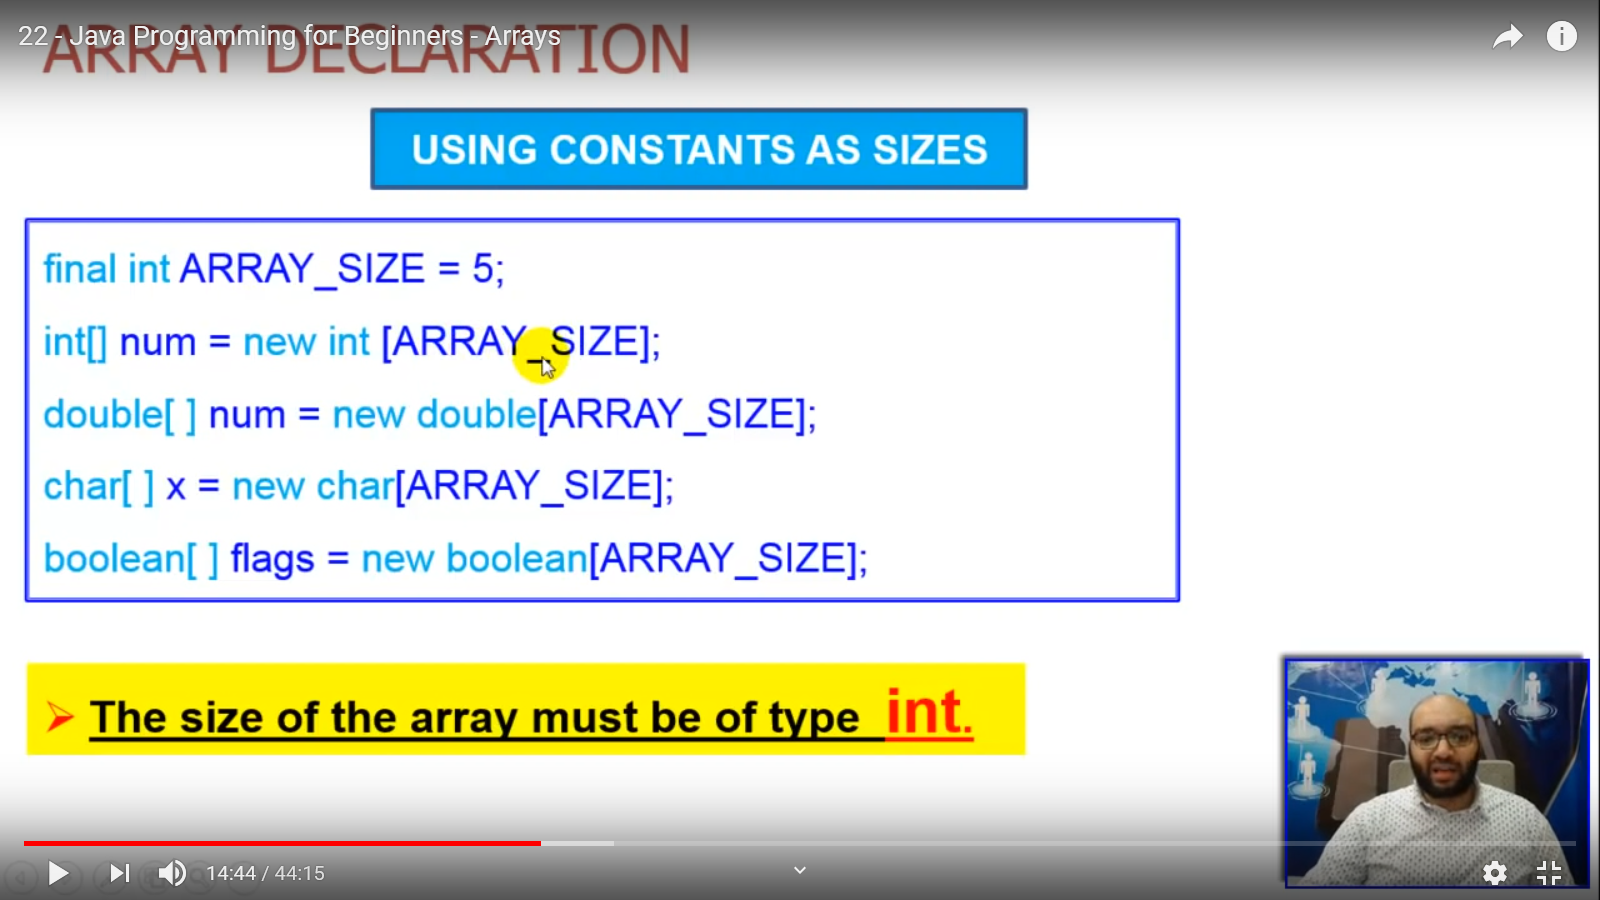 22 - Java Programming for Beginners - Arrays
ARRAY DECLARATION
USING CONSTANTS AS SIZES
final int ARRAY_SIZE = 5;
int[] num = new int [ARRAY_SIZE];
double[ ] num = new double[ARRAY_SIZE];
char[ ] x = new char[ARRAY_SIZE];
boolean[ ] flags = new boolean[ARRAY_SIZE];
The size of the array must be of type int.
14:44 / 44:15